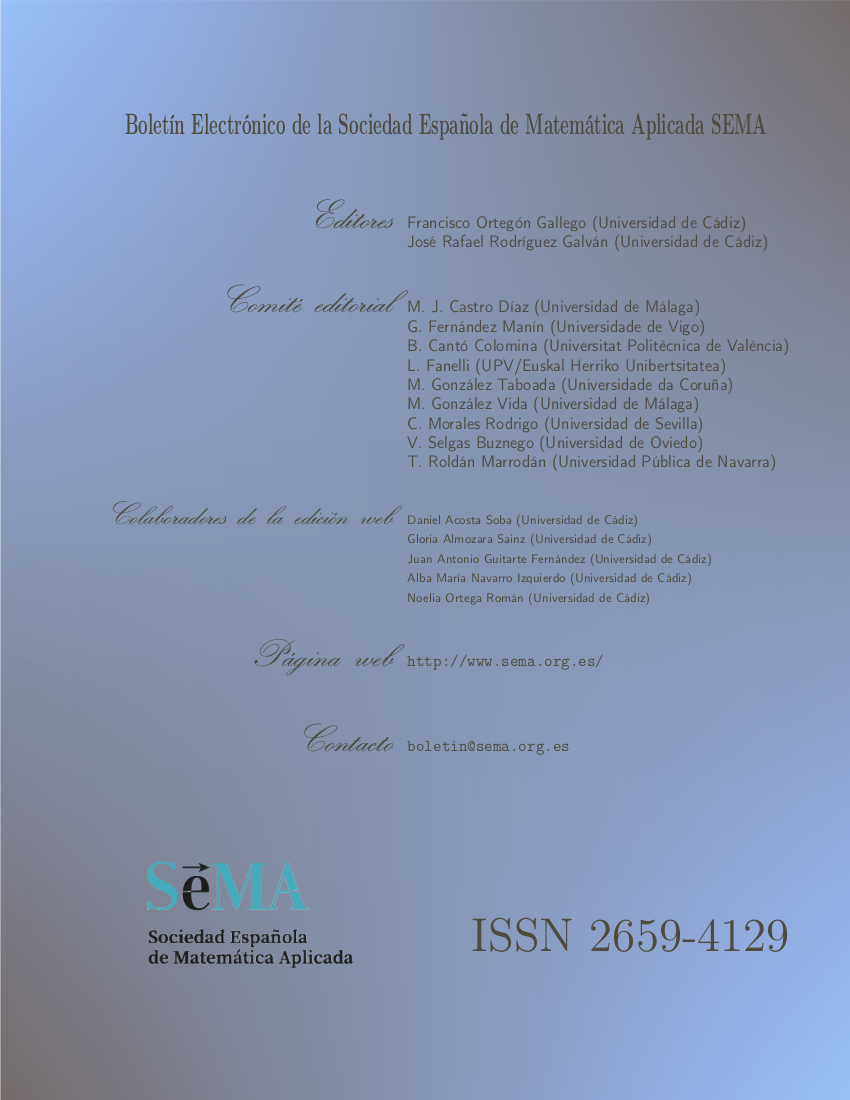 Boletín Electrónico de la Sociedad Española de Matemática Aplicada SEMA
Editores Francisco Ortegón Gallego (Universidad de Cádiz)
José Rafael Rodríguez Galván (Universidad de Cádiz)
Comité editorial M. J. Castro Díaz (Universidad de Málaga)
G. Fernández Manín (Universidade de Vigo)
B. Cantó Colomina (Universitat Politècnica de València)
L. Fanelli (UPV/Euskal Herriko Unibertsitatea)
M. González Taboada (Universidade da Coruña)
M. González Vida (Universidad de Málaga)
C. Morales Rodrigo (Universidad de Sevilla)
V. Selgas Buznego (Universidad de Oviedo)
T. Roldán Marrodán (Universidad Pública de Navarra)
Colaboradores de la edición web Daniel Acosta Soba (Universidad de Cádiz)
Gloria Almozara Sainz (Universidad de Cádiz)
Juan Antonio Guitarte Fernández (Universidad de Cádiz)
Alba María Navarro Izquierdo (Universidad de Cádiz)
Noelia Ortega Román (Universidad de Cádiz)
Página web http://www.sema.org.es/
Contacto boletin@sema.org.es
SeMA
Sociedad Española
de Matemática Aplicada
ISSN 2659-4129